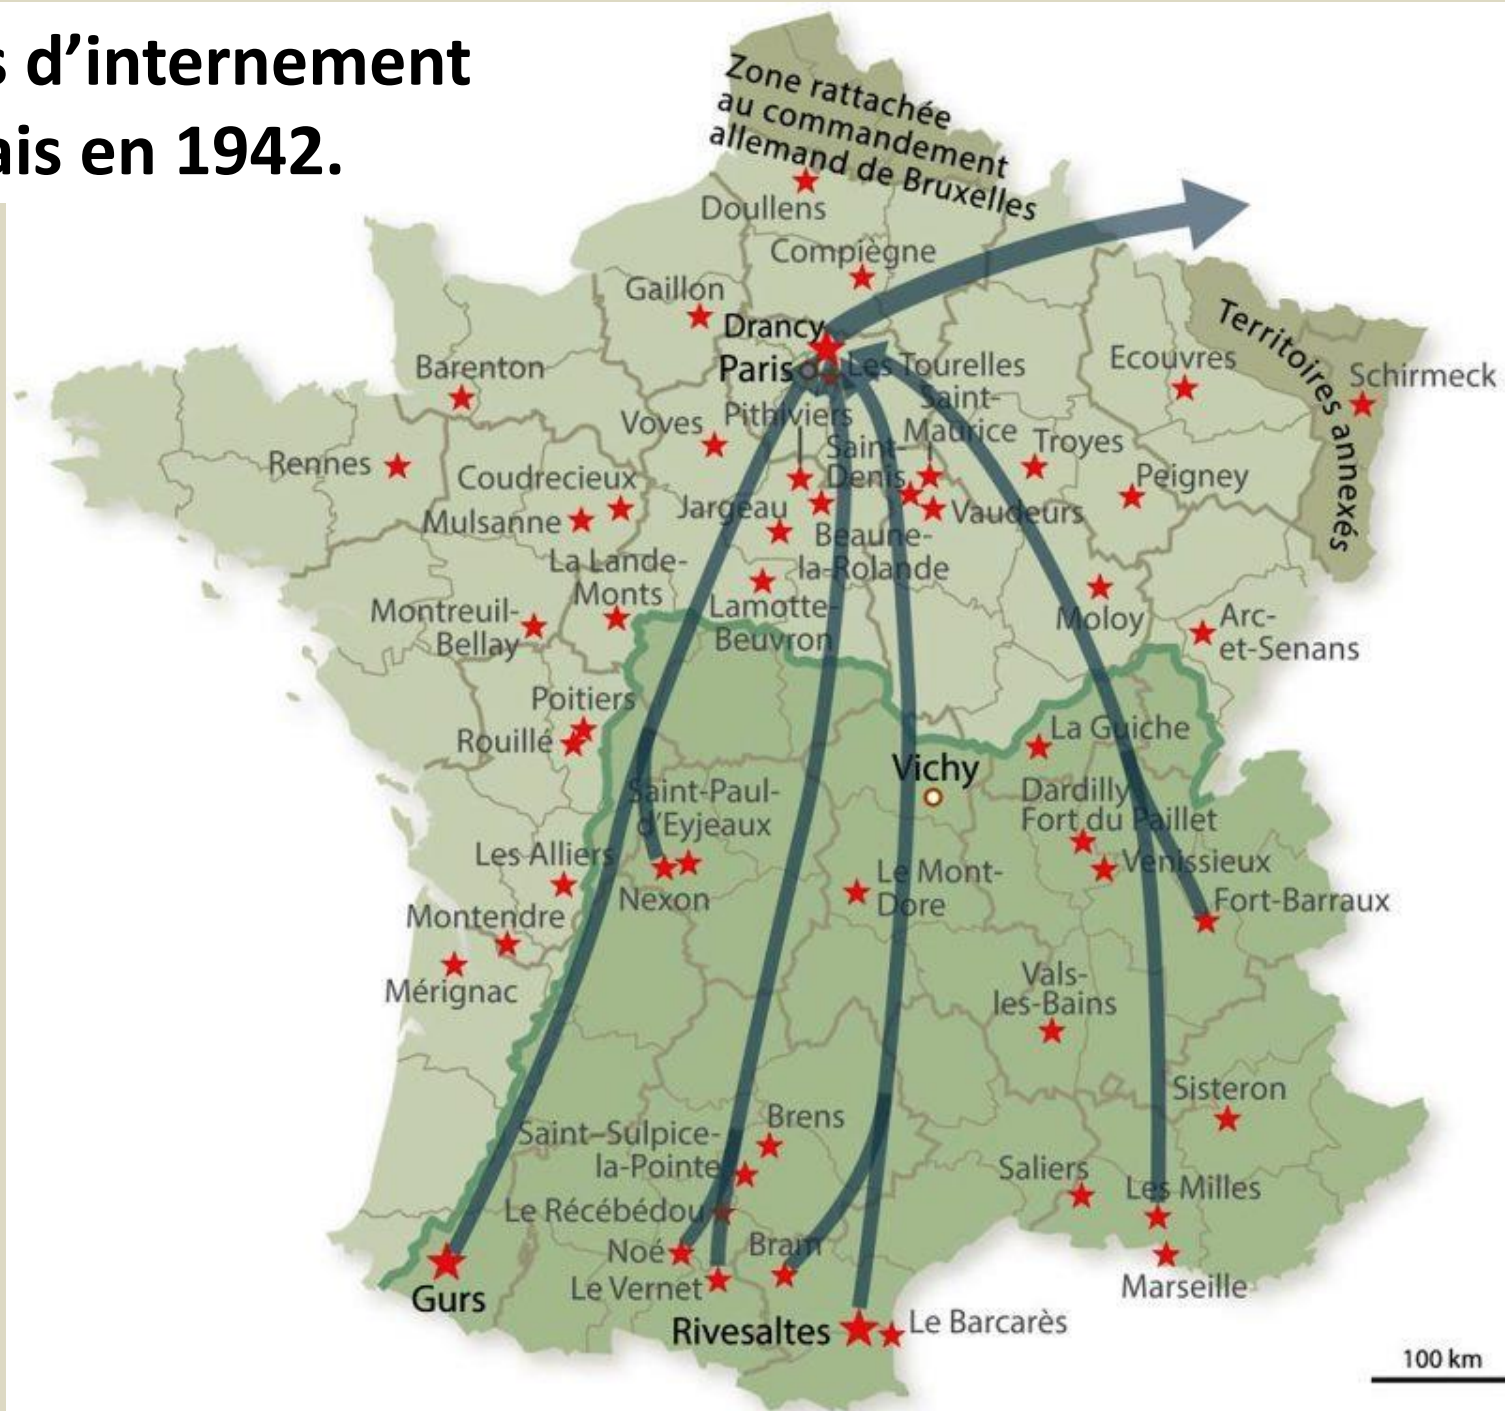 s d’internement
ais en 1942.
Zone rattachée
au commandement
allemand de Bruxelles
Doullens
Compiègne
Gaillon
Drancy
Paris
Les Tourelles
Ecouvres
Territoires annexés
Schirmeck
Barenton
Voves
Pithiviers
Saint-
Maurice
Troyes
Rennes
Coudrecieux
Saint-
Denis
Peigney
Mulsanne
Jargeau
Vaudeurs
Beaune-
la-Rolande
La Lande-
Monts
Montreuil-
Bellay
Lamotte-
Beuvron
Moloy
Arc-
et-Senans
Poitiers
Rouillé
La Guiche
Vichy
Saint-Paul-
d’Eyjeaux
Dardilly
Fort du Paillet
Les Alliers
Venissieux
Nexon
Le Mont-
Dore
Fort-Barraux
Montendre
Mérignac
Vals-
les-Bains
Sisteron
Brens
Saint–Sulpice-
la-Pointe
Saliers
Les Milles
Le Récébédou
Noé
Bram
Le Vernet
Marseille
Gurs
Rivesaltes
Le Barcarès
100 km